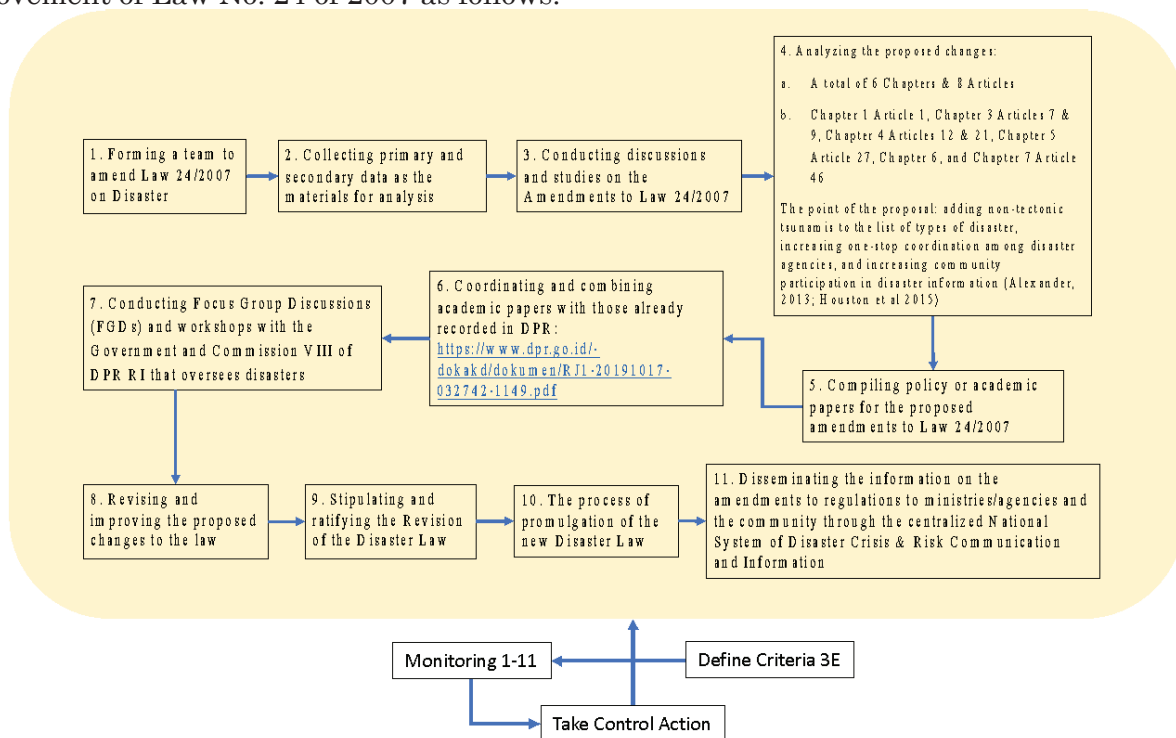 ovement of Law No. 24 of 2007 as follows:
1. Forming a team to
amend Law 24/2007
on Disaster
2. Collecting primary and
secondary data as the
materials for analysis
3. Conducting discussions
and studies on the
Amendments to Law 24/2007
4. Analyzing the proposed changes:
a. A total of 6 Chapters & 8 Articles
b. Chapter 1 Article 1, Chapter 3 Articles 7 &
9, Chapter 4 Articles 12 & 21, Chapter 5
Article 27, Chapter 6, and Chapter 7 Article
46
The point of the proposal: adding non-tectonic
tsunamis to the list of types of disaster,
increasing one-stop coordination among disaster
agencies, and increasing community
participation in disaster information (Alexander,
2013; Houston et al 2015)
5. Compiling policy or academic
papers for the proposed
amendments to Law 24/2007
6. Coordinating and combining
academic papers with those already
recorded in DPR:
https://www.dpr.go.id/-
dokakd/dokumen/RJ1-20191017-
032742-1149.pdf
7. Conducting Focus Group Discussions
(FGDs) and workshops with the
Government and Commission VIII of
DPR RI that oversees disasters
8. Revising and
improving the proposed
changes to the law
9. Stipulating and
ratifying the Revision
of the Disaster Law
10. The process of
promulgation of the
new Disaster Law
11. Disseminating the information on the
amendments to regulations to ministries/agencies and
the community through the centralized National
System of Disaster Crisis & Risk Communication
and Information
Monitoring 1-11
Define Criteria 3E
Take Control Action